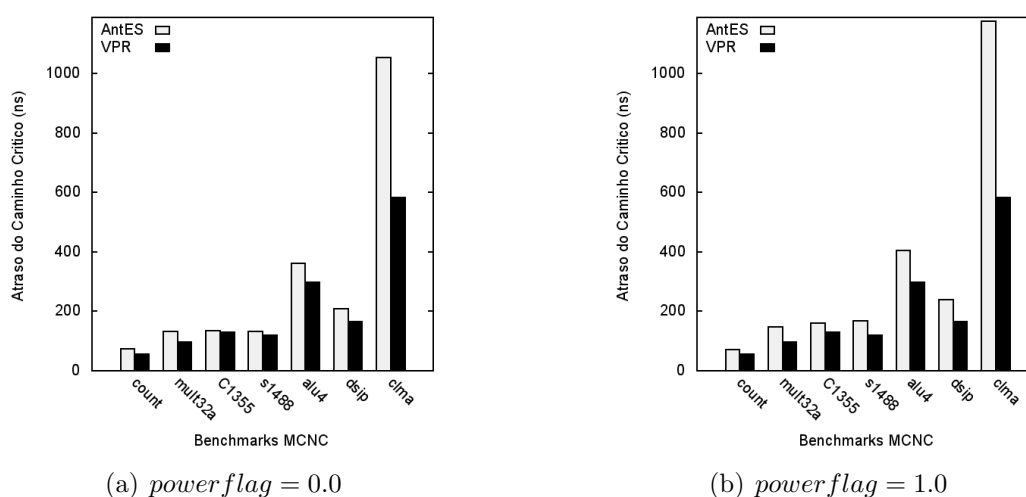 AntES
VPR
1000
800
600
400
200
0
Atraso do Caminho Critico (ns)
count
mult32a
C1355
s1488
alu4
dsip
clma
Benchmarks MCNC
(a) powerflag = 0.0
AntES
VPR
1000
800
600
400
200
0
Atraso do Caminho Critico (ns)
count
mult32a
C1355
s1488
alu4
dsip
clma
Benchmarks MCNC
(b) powerflag = 1.0